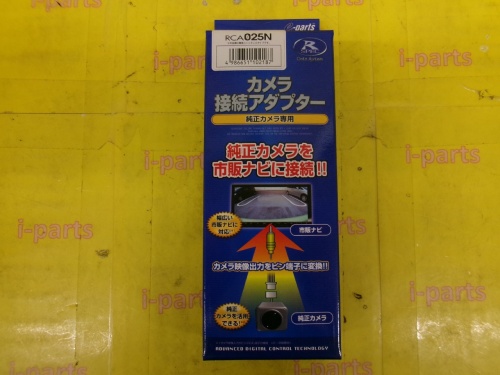 RCA025N
4986611122187
R SPEC
カメラ
接続アダプター
純正カメラ専用
純正カメラを
市販ナビに接続!!
幅広い
市販ナビに
対応!
市販ナビ
カメラ映像出力をピン端子に変換!!
純正
カメラを活用
できる!!
純正カメラ
ADVANCED DIGITAL CONTROL TECHNOLOGY
i-parts
i-parts
i-parts
i-parts
i-parts
i-parts
i-parts